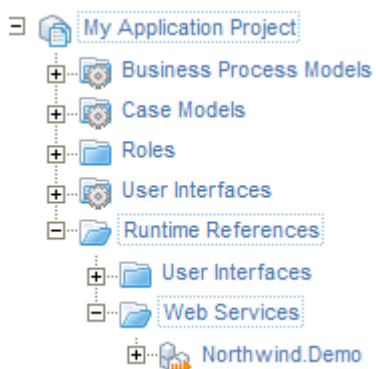 My Application Project
Business Process Models
Case Models
Roles
User Interfaces
Runtime References
User Interfaces
Web Services
Northwind.Demo